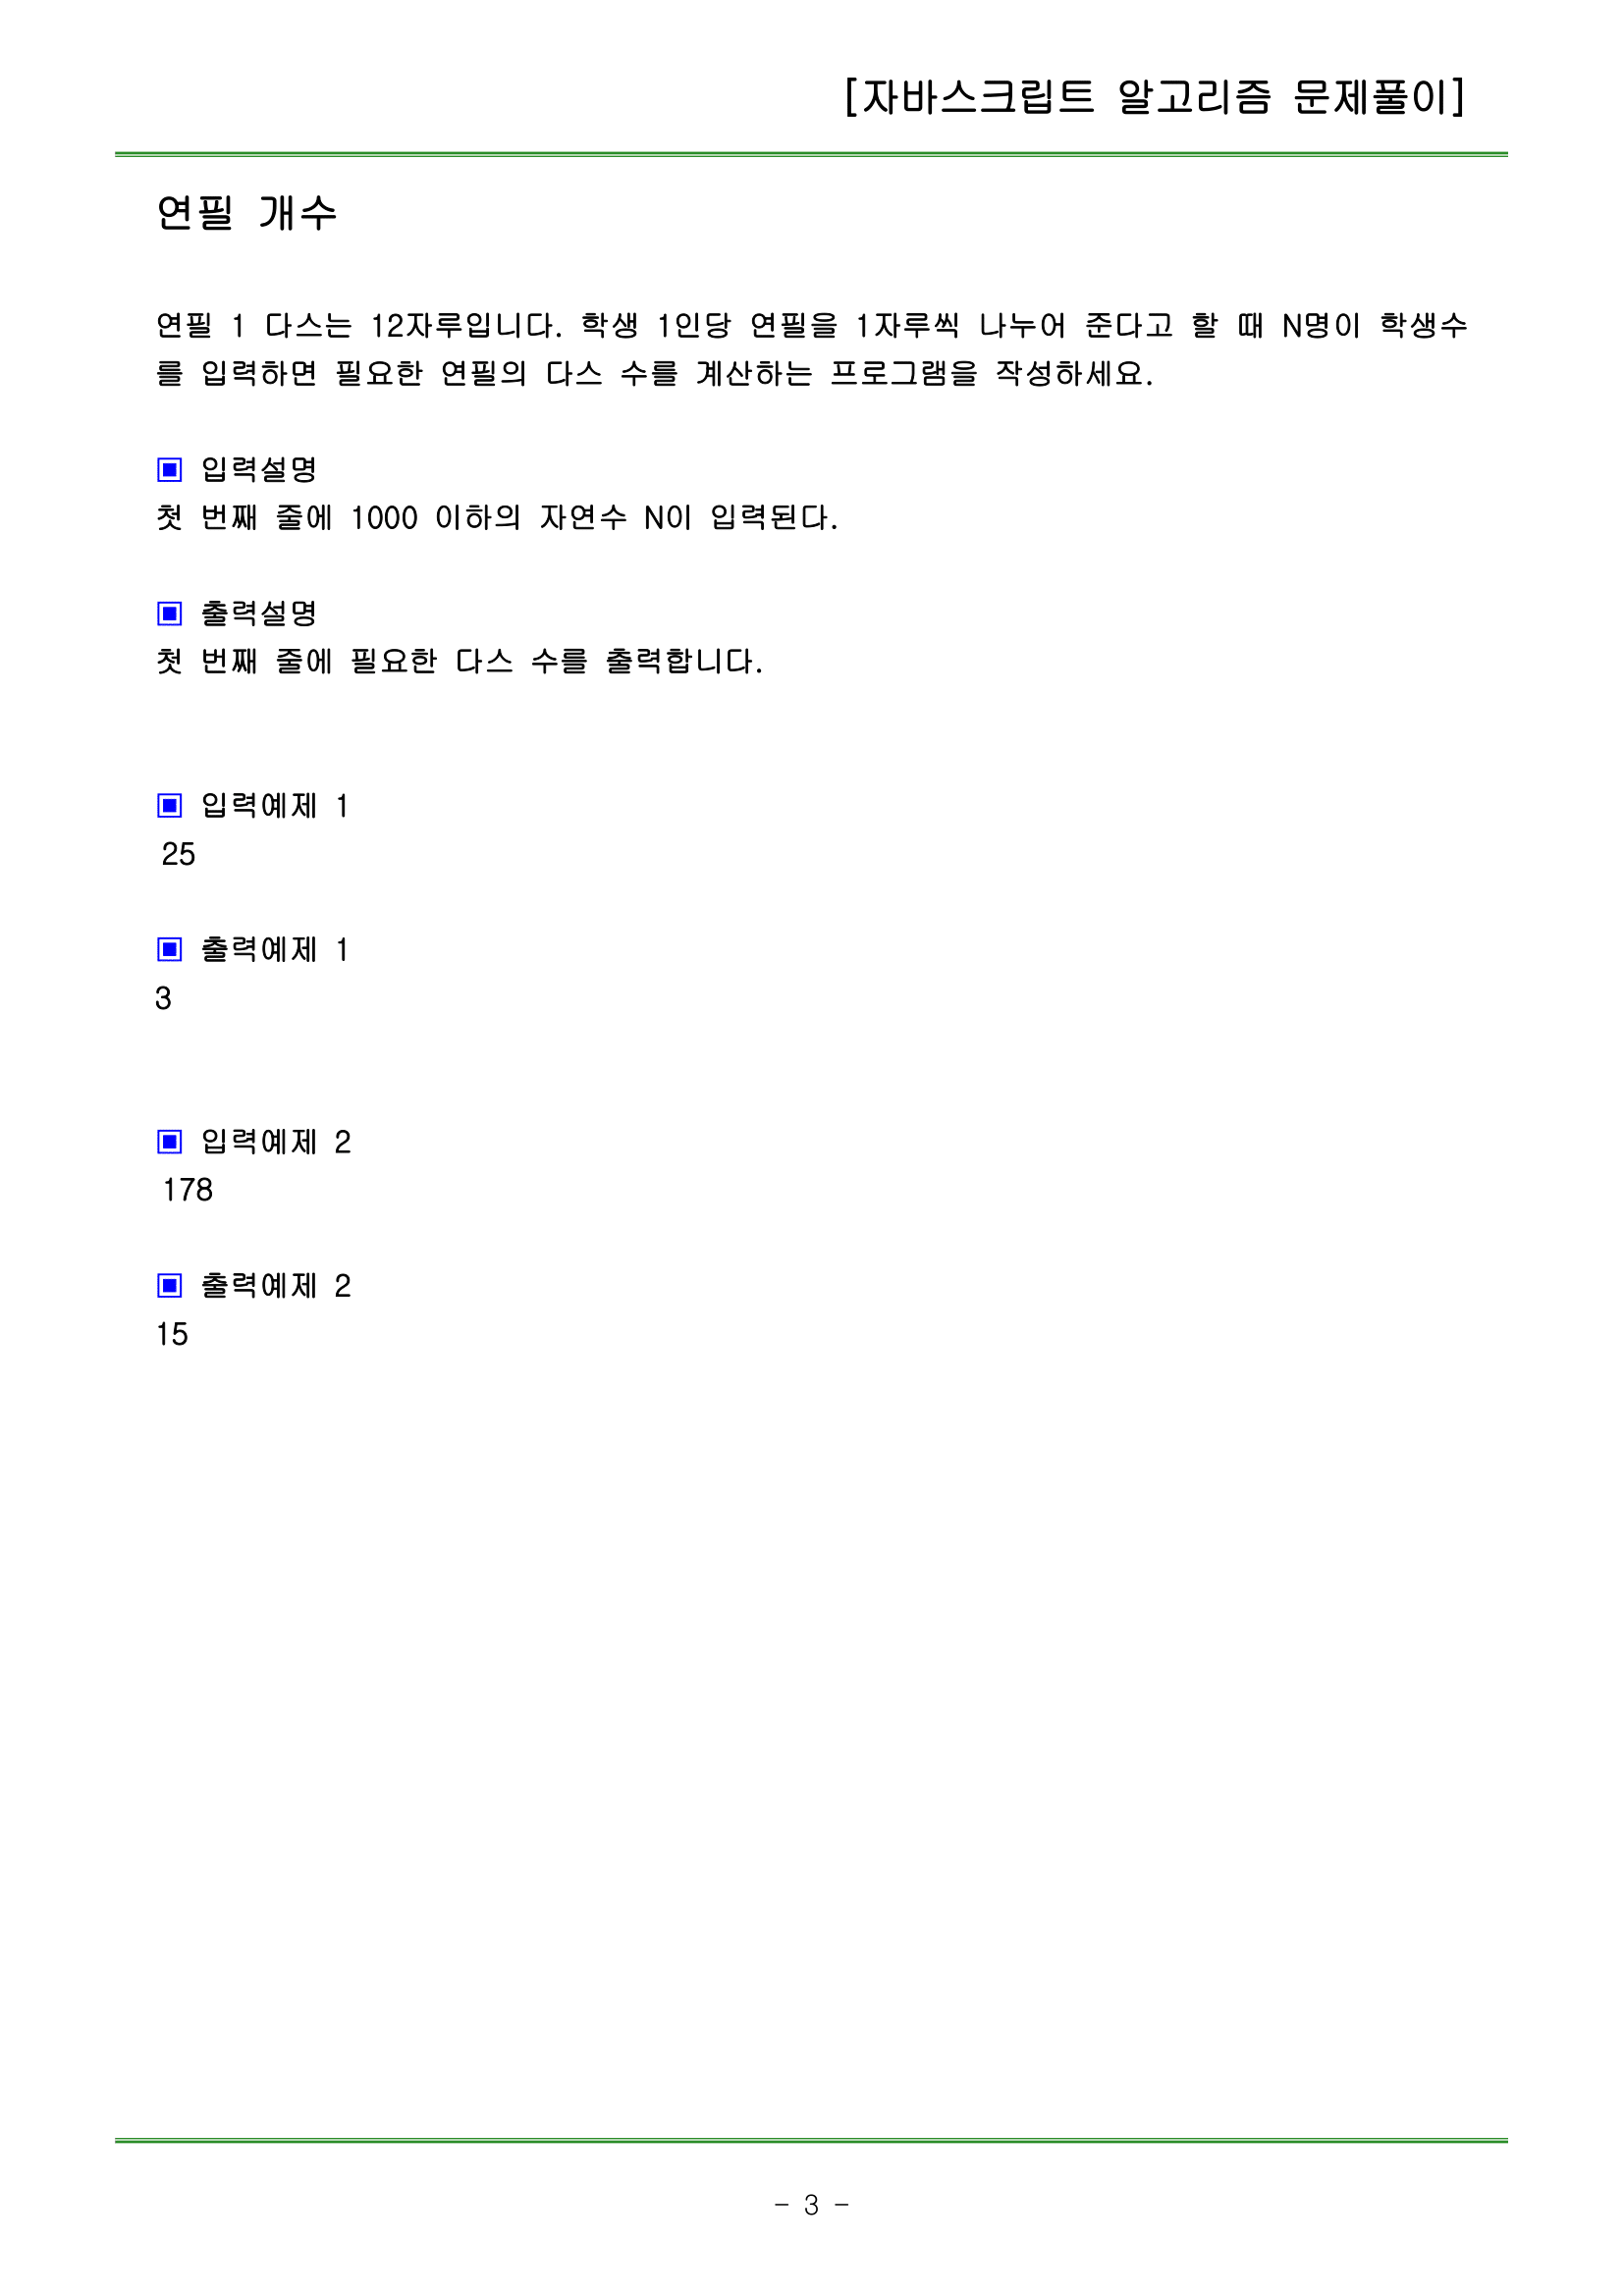 [자바스크립트 알고리즘 문제풀이]
연필 개수
연필 1 다스는 12자루입니다. 학생 1인당 연필을 1자루씩 나누어 준다고 할 때 N명이 학생수
를 입력하면 필요한 연필의 다스 수를 계산하는 프로그램을 작성하세요.
▣ 입력설명
첫 번째 줄에 1000 이하의 자연수 N이 입력된다.
▣ 출력설명
첫 번째 줄에 필요한 다스 수를 출력합니다.
▣ 입력예제 1
25
▣ 출력예제 1
3
▣ 입력예제 2
178
▣ 출력예제 2
15
- 3 -